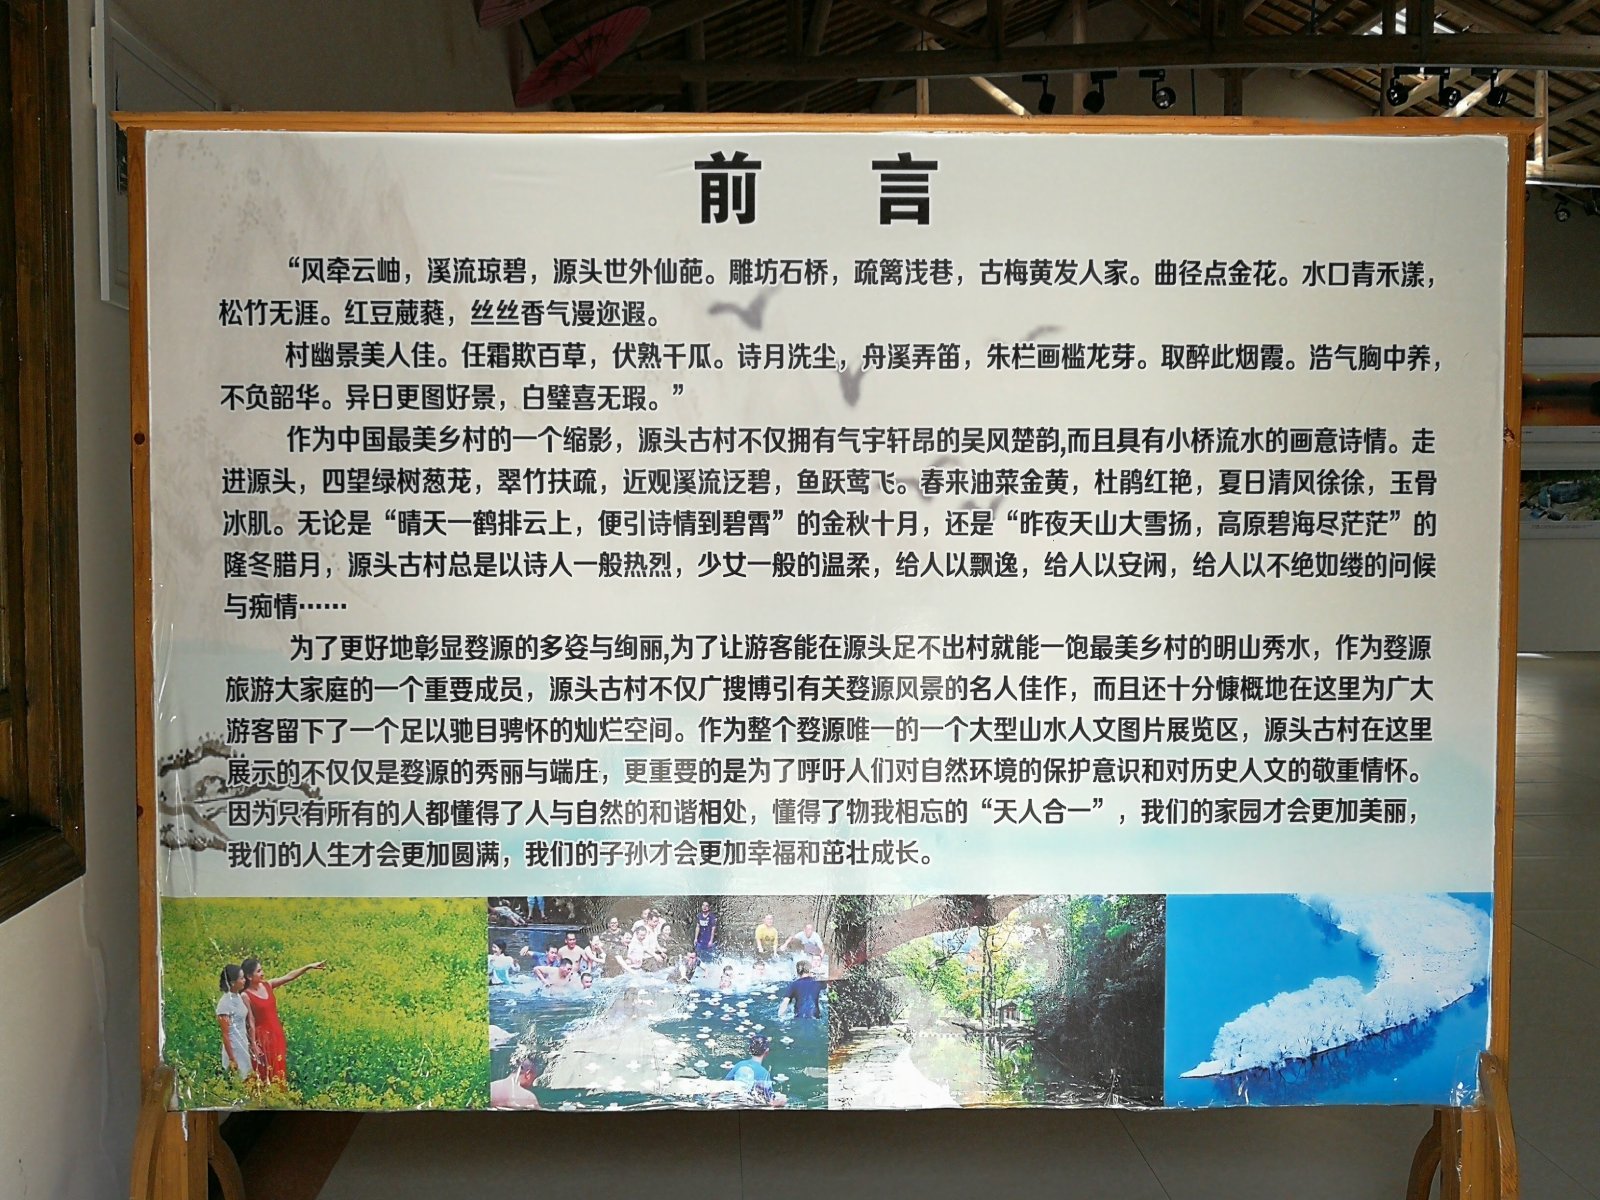 前言
“风牵云岫，溪流琼碧，源头世外仙葩。雕坊石桥，疏篱浅巷，古梅黄发人家。曲径点金花。水口青禾漾，
松竹无涯。红豆葳蕤，丝丝香气漫迩遐。
村幽景美人佳。任霜欺百草，伏熟千瓜。诗月洗尘，舟溪弄笛，朱栏画槛龙芽。取醉此烟霞。浩气胸中养，
不负韶华。异日更图好景，白璧喜无瑕。”
作为中国最美乡村的一个缩影，源头古村不仅拥有气宇轩昂的吴风楚韵,而且具有小桥流水的画意诗情。走
进源头，四望绿树葱茏，翠竹扶疏，近观溪流泛碧，鱼跃莺飞。春来油菜金黄，杜鹃红艳，夏日清风徐徐，玉骨
冰肌。无论是“晴天一鹤排云上，便引诗情到碧霄”的金秋十月，还是“昨夜天山大雪扬，高原碧海尽茫茫”的
隆冬腊月，源头古村总是以诗人一般热烈，少女一般的温柔，给人以飘逸，给人以安闲，给人以不绝如缕的问候
与痴情……
为了更好地彰显婺源的多姿与绚丽,为了让游客能在源头足不出村就能一饱最美乡村的明山秀水，作为婺源
旅游大家庭的一个重要成员，源头古村不仅广搜博引有关婺源风景的名人佳作，而且还十分慷概地在这里为广大
游客留下了一个足以驰目骋怀的灿烂空间。作为整个婺源唯一的一个大型山水人文图片展览区，源头古村在这里
展示的不仅仅是婺源的秀丽与端庄，更重要的是为了呼吁人们对自然环境的保护意识和对历史人文的敬重情怀。
因为只有所有的人都懂得了人与自然的和谐相处，懂得了物我相忘的“天人合一”，我们的家园才会更加美丽，
我们的人生才会更加圆满，我们的子孙才会更加幸福和茁壮成长。